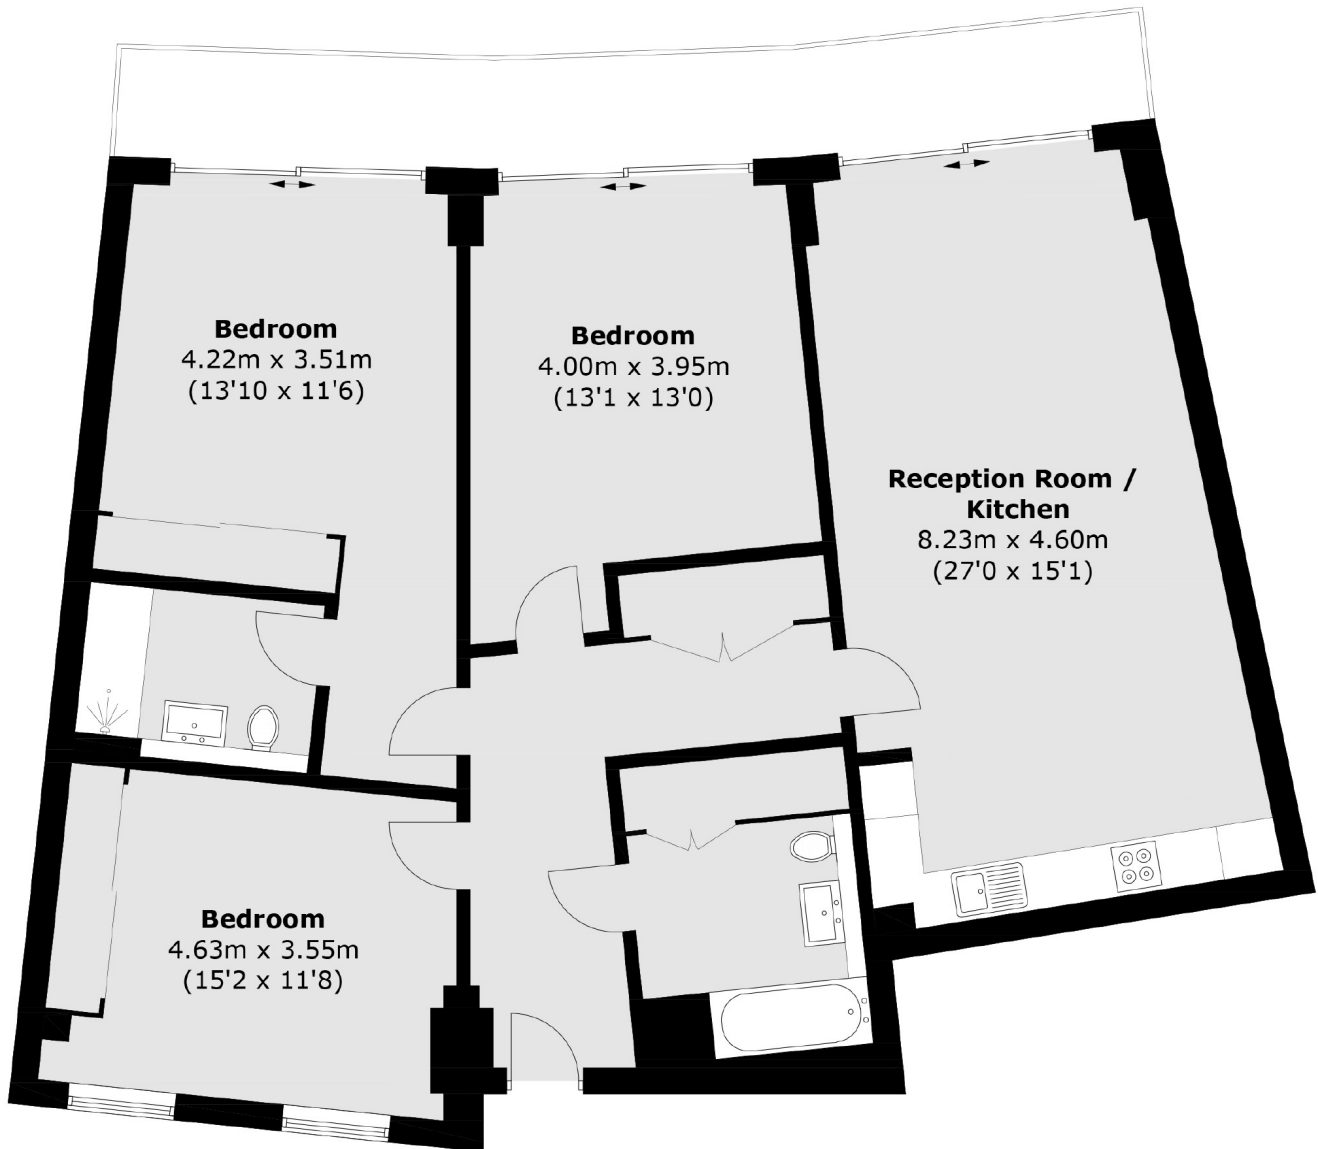 Bedroom
4.22m x 3.51m
(13'10 x 11'6)
Bedroom
4.00m x 3.95m
(13'1 x 13'0)
Reception Room /
Kitchen
8.23m x 4.60m
(27'0 x 15'1)
Bedroom
4.63m x 3.55m
(15'2 x 11'8)